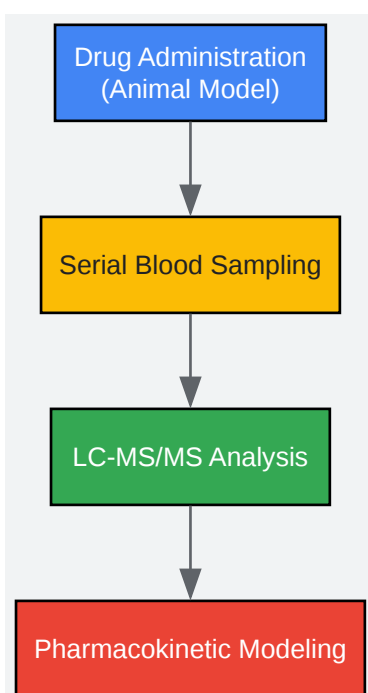 Drug Administration
(Animal Model)
Serial Blood Sampling
LC-MS/MS Analysis
Pharmacokinetic Modeling